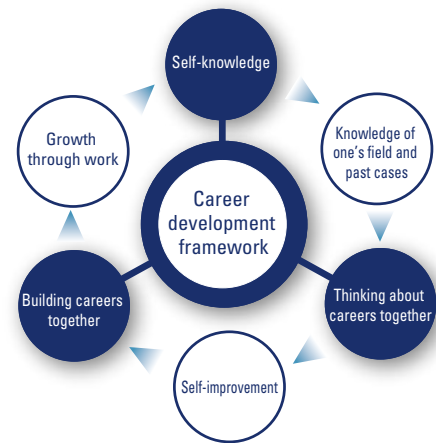 Self-knowledge
Growth
through work
Knowledge of
one's field and
past cases
Career
development
framework
Building careers
together
Thinking about
careers together
Self-improvement